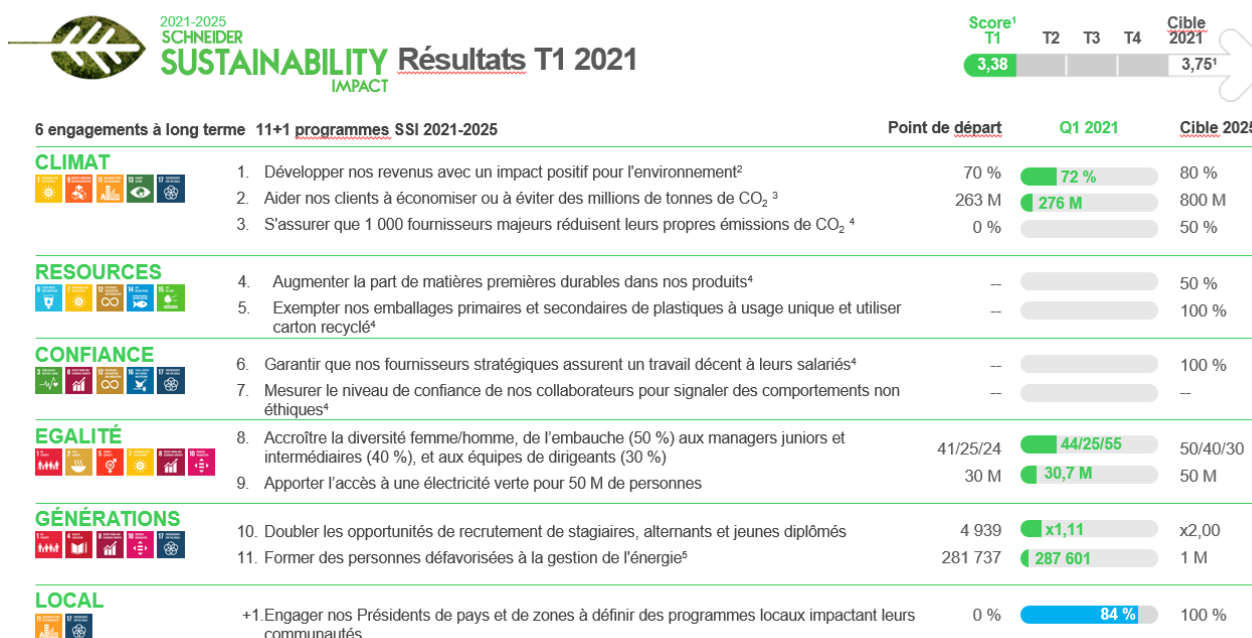 2021-2025
SCHNEIDER
SUSTAINABILITY
IMPACT
Résultats T1 2021
Score¹ T1 T2 T3 T4 Cible 2021
3,38 3,75¹
6 engagements à long terme 11+1 programmes SSI 2021-2025 Point de départ Q1 2021 Cible 2025
CLIMAT
1. Développer nos revenus avec un impact positif pour l'environnement² 70 % 72 % 80 %
2. Aider nos clients à économiser ou à éviter des millions de tonnes de CO₂ ³ 263 M 276 M 800 M
3. S'assurer que 1 000 fournisseurs majeurs réduisent leurs propres émissions de CO₂ ⁴ 0 % 50 %
RESOURCES
4. Augmenter la part de matières premières durables dans nos produits⁴ -- 50 %
5. Exempter nos emballages primaires et secondaires de plastiques à usage unique et utiliser
carton recyclé⁴ -- 100 %
CONFIANCE
6. Garantir que nos fournisseurs stratégiques assurent un travail décent à leurs salariés⁴ -- 100 %
7. Mesurer le niveau de confiance de nos collaborateurs pour signaler des comportements non
éthiques⁴ -- --
EGALITÉ
8. Accroître la diversité femme/homme, de l’embauche (50 %) aux managers juniors et
intermédiaires (40 %), et aux équipes de dirigeants (30 %) 41/25/24 44/25/55 50/40/30
9. Apporter l’accès à une électricité verte pour 50 M de personnes 30 M 30,7 M 50 M
GÉNÉRATIONS
10. Doubler les opportunités de recrutement de stagiaires, alternants et jeunes diplômés 4 939 x1,11 x2,00
11. Former des personnes défavorisées à la gestion de l'énergie⁵ 281 737 287 601 1 M
LOCAL
+1.Engager nos Présidents de pays et de zones à définir des programmes locaux impactant leurs
communautés 0 % 84 % 100 %